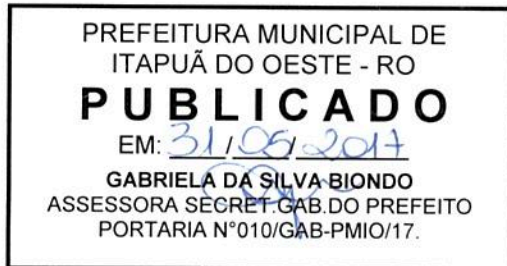 PREFEITURA MUNICIPAL DE
ITAPUÃ DO OESTE - RO
PUBLICADO
EM: 31/05/2017
GABRIELA DA SILVA BIONDO
ASSESSORA SECRET.GAB.DO PREFEITO
PORTARIA N°010/GAB-PMIO/17.